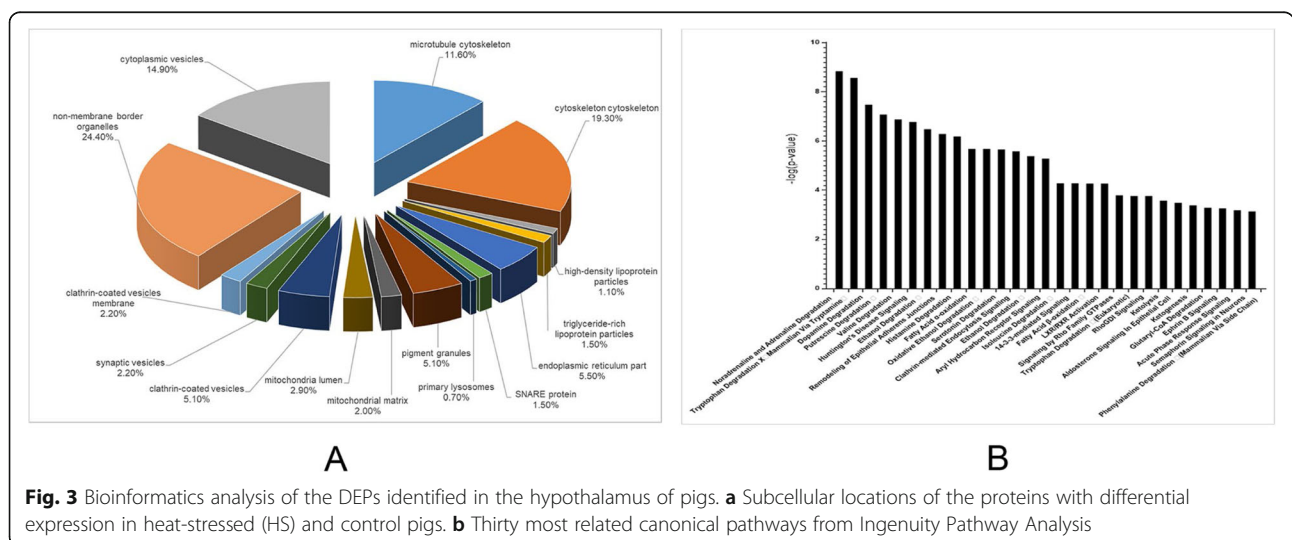 microtubule cytoskeleton
11.60%
cytoplasmic vesicles
14.90%
cytoskeleton cytoskeleton
19.30%
non-membrane border
organelles
24.40%
high-density lipoprotein
particles
1.10%
clathrin-coated vesicles
membrane
2.20%
triglyceride-rich
lipoprotein particles
1.50%
synaptic vesicles
2.20%
pigment granules
5.10%
endoplasmic reticulum part
5.50%
mitochondria lumen
2.90%
primary lysosomes
0.70%
SNARE protein
1.50%
clathrin-coated vesicles
5.10%
mitochondrial matrix
2.00%
A
10
8
6
4
2
0
-log(p-value)
Noradrenaline and Adrenaline Degradation
Tryptophan Degradation X, Mammalian Via Tryptamine
Dopamine Degradation
Putrescine Degradation
Valine Degradation
Hunington's Disease Signaling
Ethanol Degradation
Remodeling of Epithelial Adherens Junctions
Histamine Degradation
Fatty Acid α-oxidation
Oxidative Ethanol Degradation
Serotonin Degradation
Clathrin-mediated Endocytosis Signaling
Ethanol Degradation
Aryl Hydrocarbon Receptor Signaling
Isoleucine Degradation
14-3-3-mediated Signaling
Fatty Acid Oxidation
LXR/RXR Activation
Signaling by Rho Family GTPases
Tryptophan Degradation (Eukaryotic)
RhoGDI Signaling
Ketolysis
Aldosterone Signaling In Epithelial Cell
Ketogenesis
Glutaryl-CoA Degradation
Ephrin B Signaling
Acute Phase Response Signaling
Semaphorin Signaling in Neurons
Phenylalanine Degradation (Mammalian Via Side Chain)
B
Fig. 3 Bioinformatics analysis of the DEPs identified in the hypothalamus of pigs. a Subcellular locations of the proteins with differential
expression in heat-stressed (HS) and control pigs. b Thirty most related canonical pathways from Ingenuity Pathway Analysis